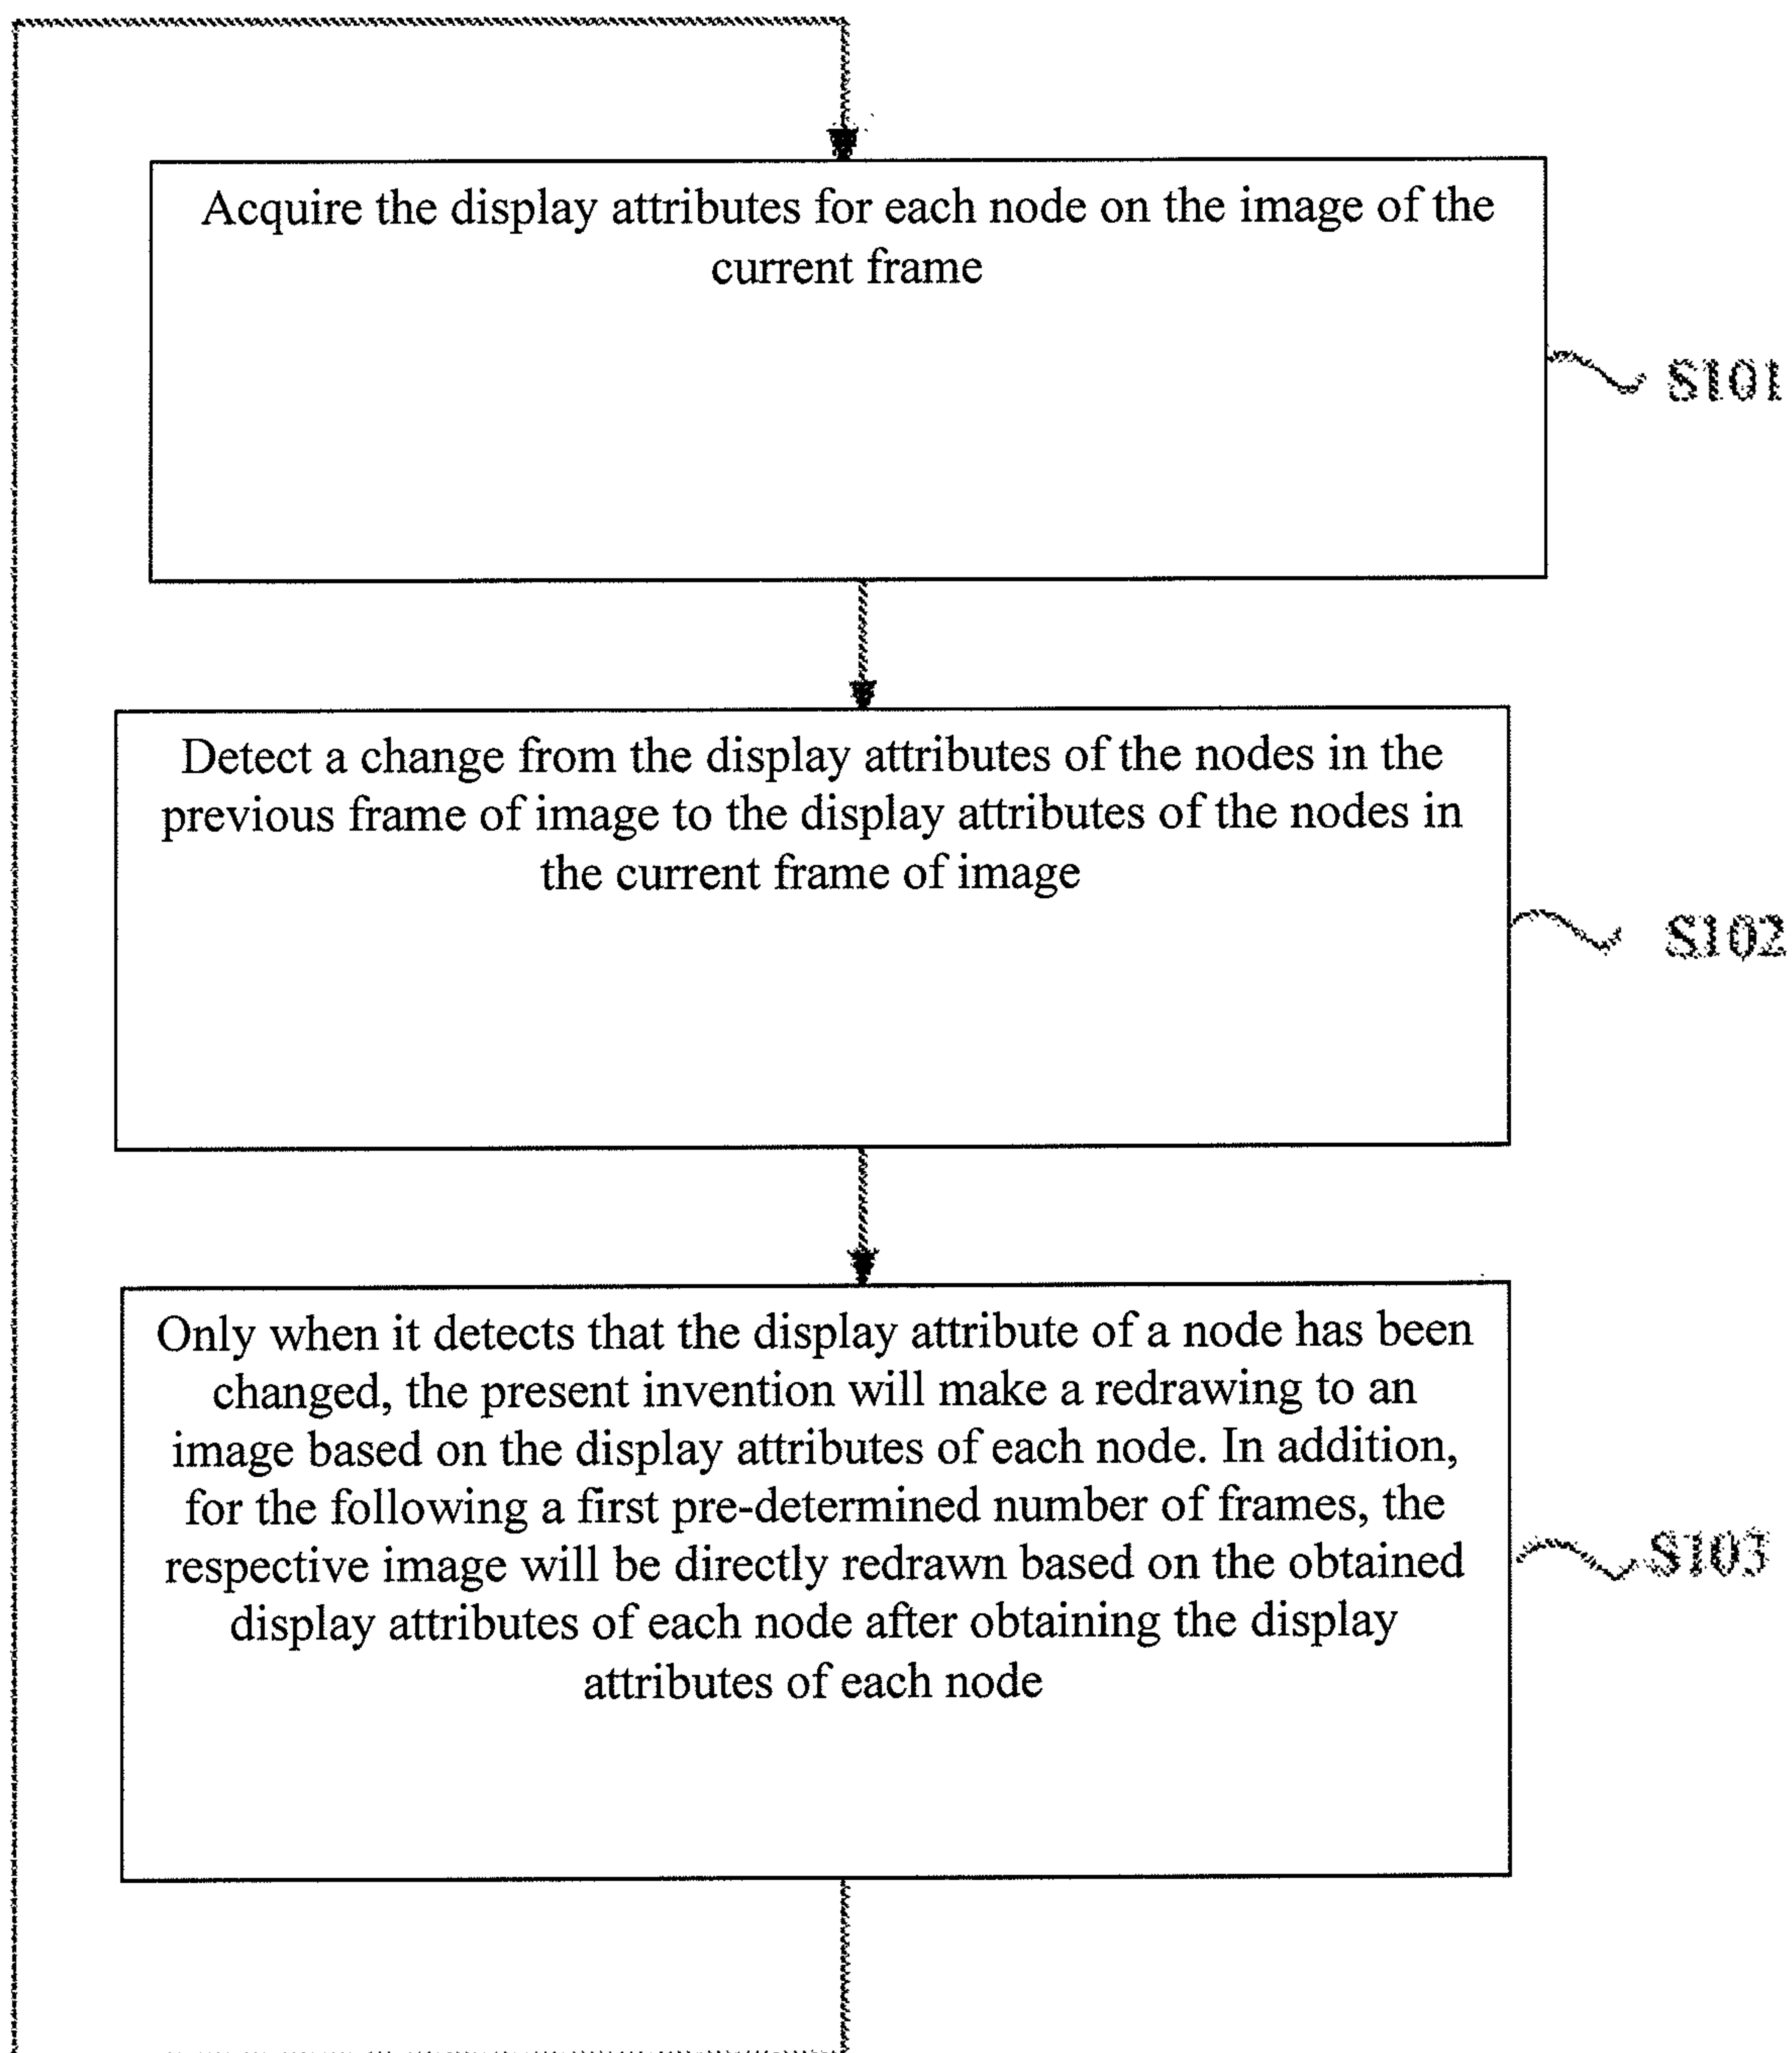 Acquire the display attributes for each node on the image of the
current frame
S101
Detect a change from the display attributes of the nodes in the
previous frame of image to the display attributes of the nodes in
the current frame of image
S102
Only when it detects that the display attribute of a node has been
changed, the present invention will make a redrawing to an
image based on the display attributes of each node. In addition,
for the following a first pre-determined number of frames, the
respective image will be directly redrawn based on the obtained
display attributes of each node after obtaining the display
attributes of each node
S103